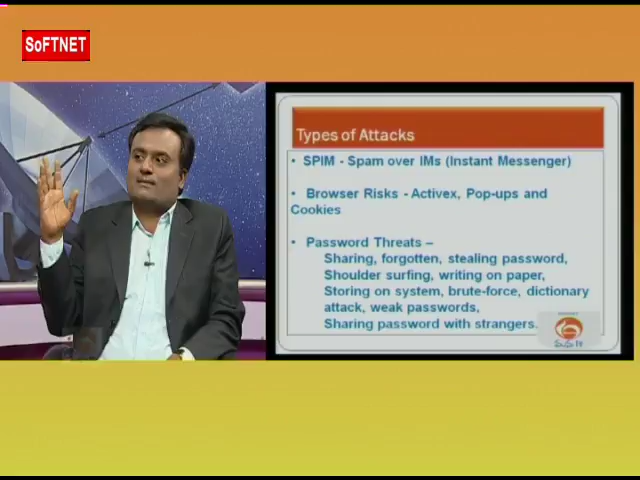 SoFTNET
Types of Attacks
• SPIM - Spam over IMs (Instant Messenger)
• Browser Risks - Activex, Pop-ups and
Cookies
• Password Threats –
Sharing, forgotten, stealing password,
Shoulder surfing, writing on paper,
Storing on system, brute-force, dictionary
attack, weak passwords,
Sharing password with strangers.